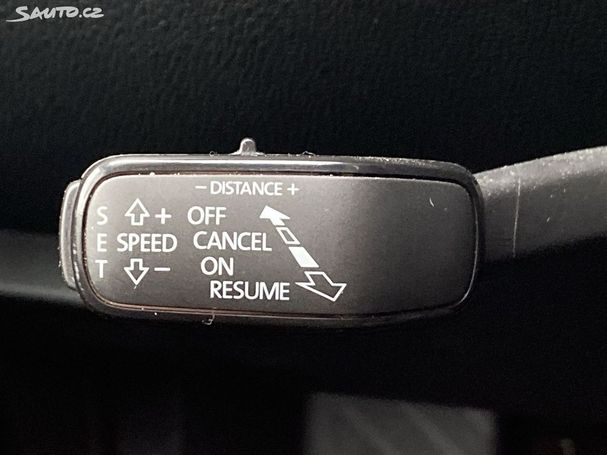 SAUTO.CZ
– DISTANCE +
S + OFF
E SPEED CANCEL
T – ON
RESUME